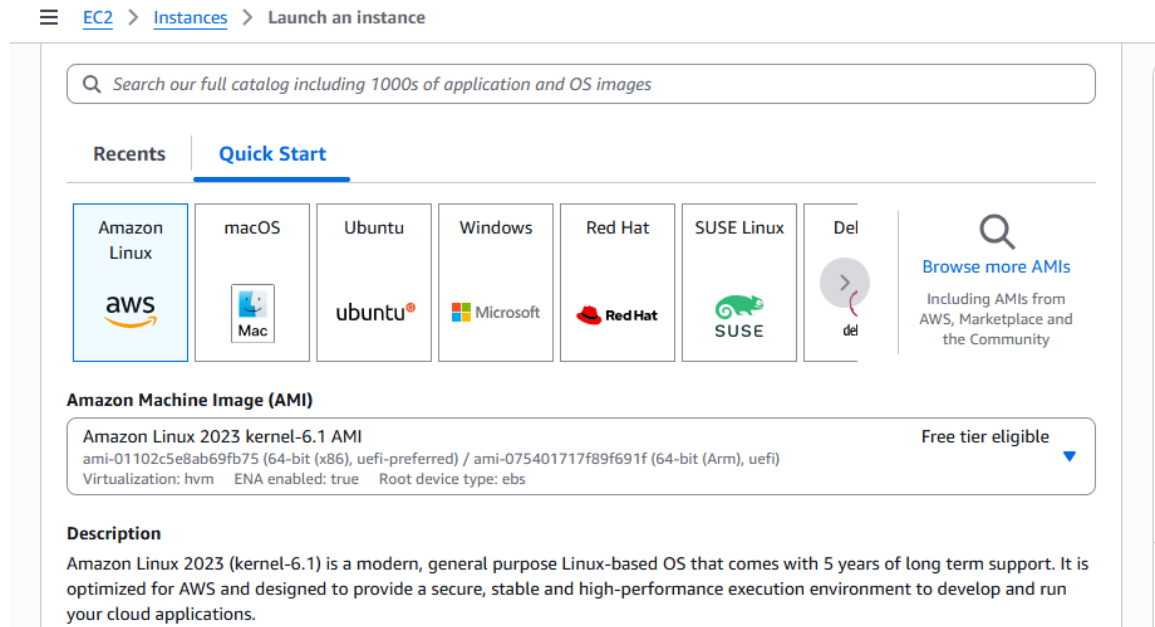 EC2 > Instances > Launch an instance
Search our full catalog including 1000s of application and OS images
Recents
Quick Start
Amazon Linux
aws
macOS
Mac
Ubuntu
ubuntu
Windows
Microsoft
Red Hat
Red Hat
SUSE Linux
SUSE
Del
del
Browse more AMIs
Including AMIs from
AWS, Marketplace and
the Community
Amazon Machine Image (AMI)
Amazon Linux 2023 kernel-6.1 AMI
Free tier eligible
ami-01102c5e8ab69fb75 (64-bit (x86), uefi-preferred) / ami-075401717f89f691f (64-bit (Arm), uefi)
Virtualization: hvm ENA enabled: true Root device type: ebs
Description
Amazon Linux 2023 (kernel-6.1) is a modern, general purpose Linux-based OS that comes with 5 years of long term support. It is
optimized for AWS and designed to provide a secure, stable and high-performance execution environment to develop and run
your cloud applications.